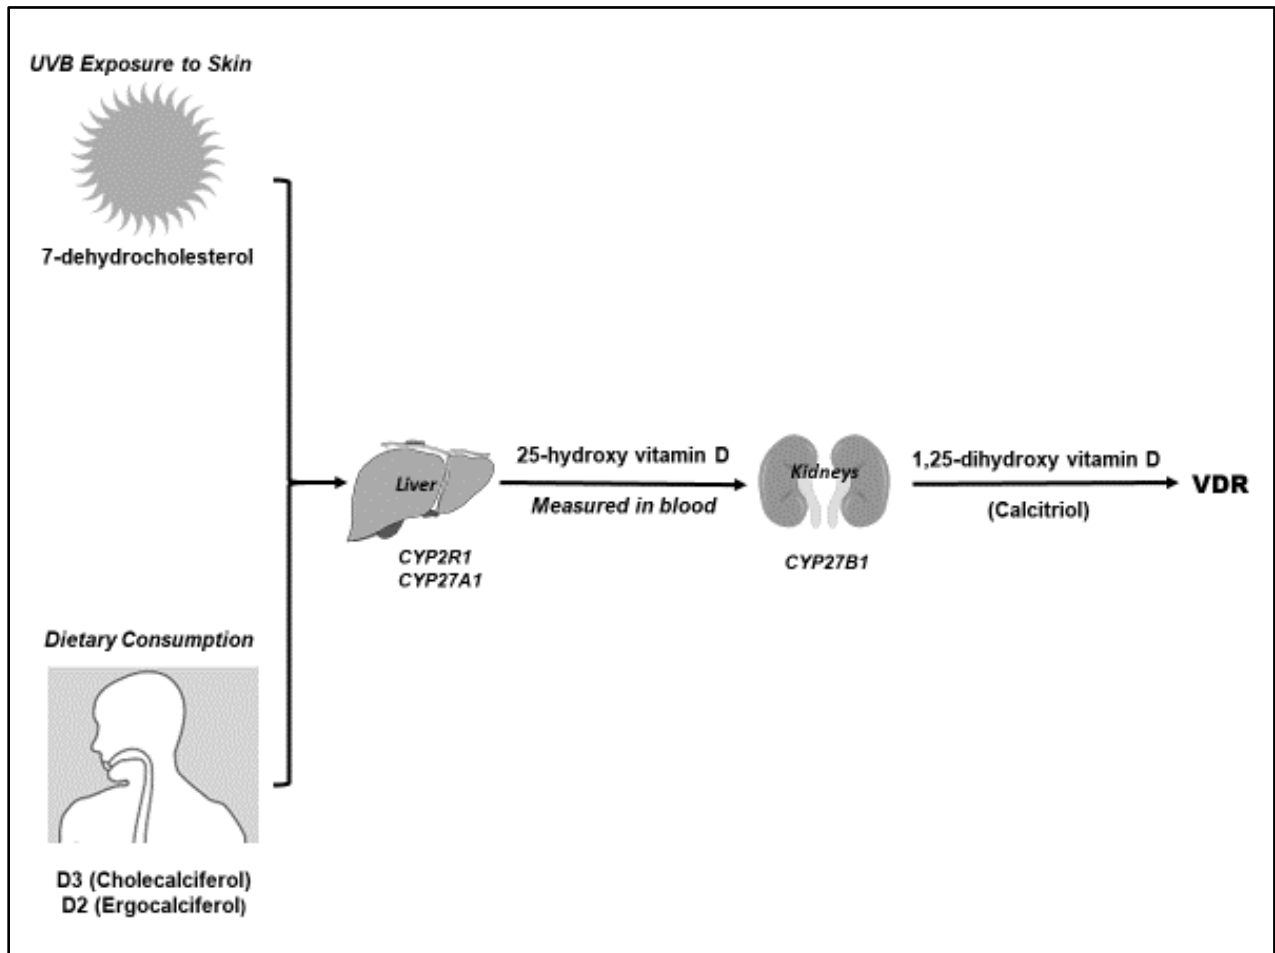 UVB Exposure to Skin
7-dehydrocholesterol
Liver
CYP2R1
CYP27A1
25-hydroxy vitamin D
Measured in blood
Kidneys
CYP27B1
1,25-dihydroxy vitamin D
(Calcitriol)
VDR
Dietary Consumption
D3 (Cholecalciferol)
D2 (Ergocalciferol)